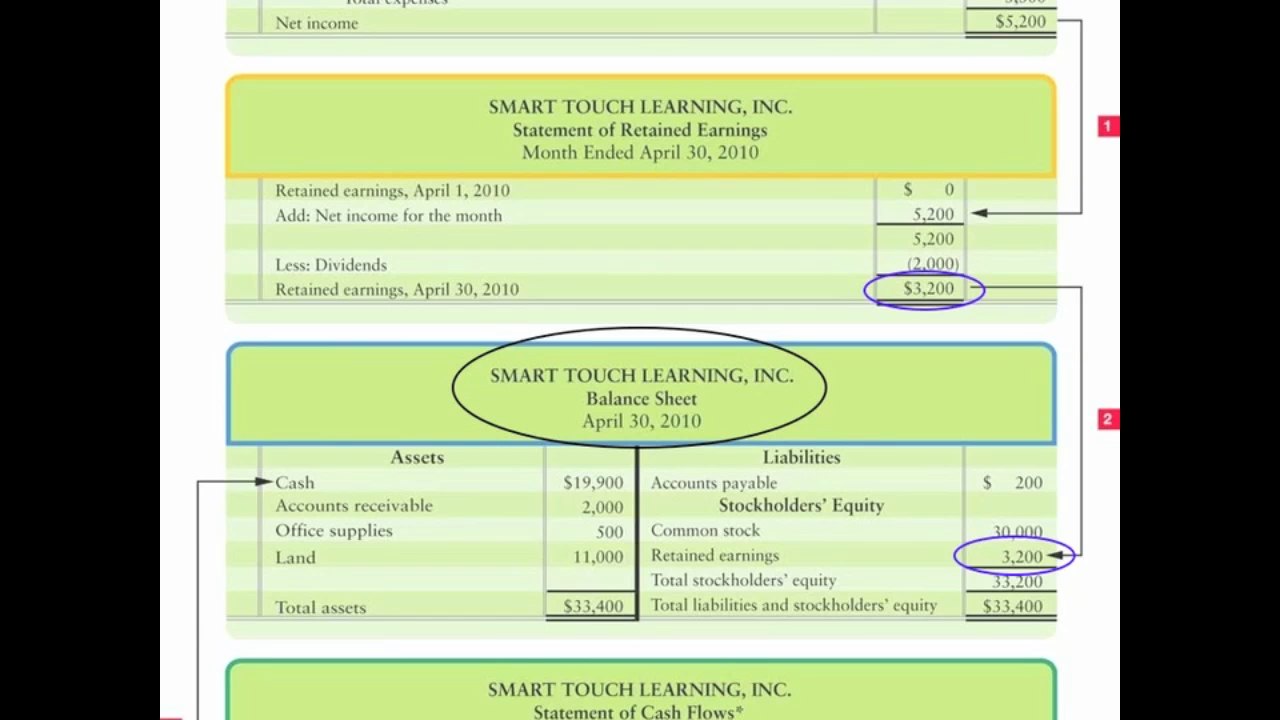 Total expenses
Net income $5,200
SMART TOUCH LEARNING, INC.
Statement of Retained Earnings
Month Ended April 30, 2010
1
Retained earnings, April 1, 2010 $ 0
Add: Net income for the month 5,200
5,200
Less: Dividends (2,000)
Retained earnings, April 30, 2010 $3,200
SMART TOUCH LEARNING, INC.
Balance Sheet
April 30, 2010
2
Assets Liabilities
Cash $19,900 Accounts payable $ 200
Accounts receivable 2,000 Stockholders' Equity
Office supplies 500 Common stock 30,000
Land 11,000 Retained earnings 3,200
Total stockholders' equity 33,200
Total assets $33,400 Total liabilities and stockholders' equity $33,400
SMART TOUCH LEARNING, INC.
Statement of Cash Flows*